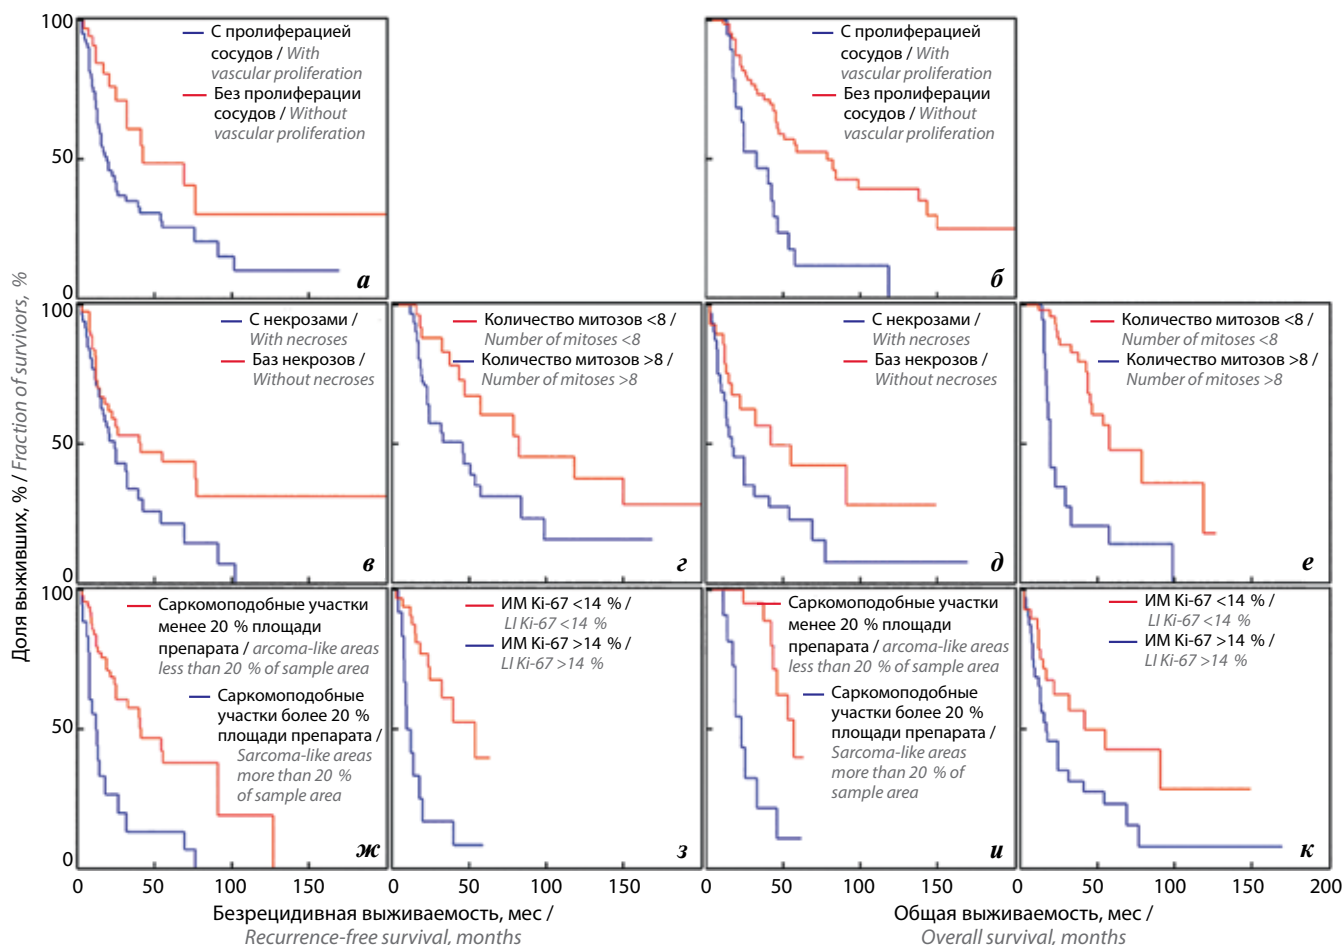 Доля выживших, % / Fraction of survivors, %
100
50
0
С пролиферацией
сосудов / With
vascular proliferation
Без пролиферации
сосудов / Without
vascular proliferation
а
С пролиферацией
сосудов / With
vascular proliferation
Без пролиферации
сосудов / Without
vascular proliferation
б
100
50
0
С некрозами /
With necroses
Баз некрозов /
Without necroses
в
Количество митозов <8 /
Number of mitoses <8
Количество митозов >8 /
Number of mitoses >8
г
С некрозами /
With necroses
Баз некрозов /
Without necroses
д
Количество митозов <8 /
Number of mitoses <8
Количество митозов >8 /
Number of mitoses >8
е
100
50
0
Саркомоподобные участки
менее 20 % площади
препарата / arcoma-like areas
less than 20 % of sample area
Саркомоподобные
участки более 20 %
площади препарата /
Sarcoma-like areas
more than 20 %
of sample area
ж
ИМ Ki-67 <14 % /
LI Ki-67 <14 %
ИМ Ki-67 >14 % /
LI Ki-67 >14 %
з
Саркомоподобные участки
менее 20 % площади
препарата / arcoma-like areas
less than 20 % of sample area
Саркомоподобные
участки более 20 %
площади препарата /
Sarcoma-like areas
more than 20 % of
sample area
и
ИМ Ki-67 <14 % /
LI Ki-67 <14 %
ИМ Ki-67 >14 % /
LI Ki-67 >14 %
к
0 50 100 150 0 50 100 150 0 50 100 150 0 50 100 150 200
Безрецидивная выживаемость, мес /
Recurrence-free survival, months
Общая выживаемость, мес /
Overall survival, months